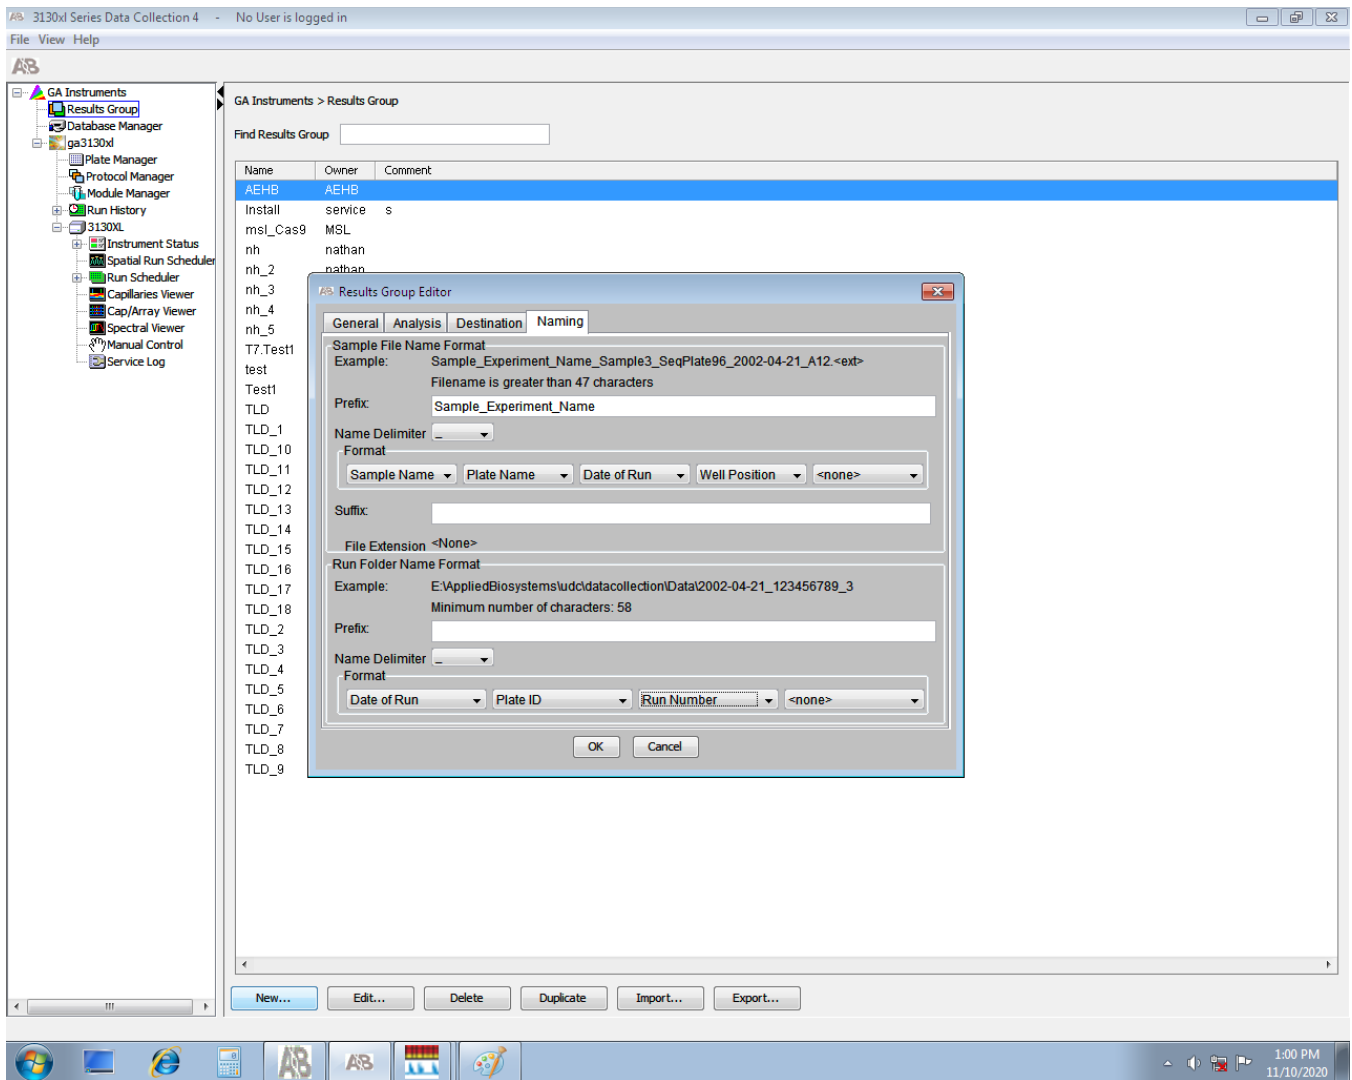 3130xl Series Data Collection 4 - No User is logged in
File View Help
AB
GA Instruments
Results Group
Database Manager
ga3130xl
Plate Manager
Protocol Manager
Module Manager
Run History
3130XL
Instrument Status
Spatial Run Scheduler
Run Scheduler
Capillaries Viewer
Cap/Array Viewer
Spectral Viewer
Manual Control
Service Log
GA Instruments > Results Group
Find Results Group
Name Owner Comment
AEHB AEHB
Install service s
msl_Cas9 MSL
nh nathan
nh_2 nathan
nh_3
nh_4
nh_5
T7.Test1
test
Test1
TLD
TLD_1
TLD_10
TLD_11
TLD_12
TLD_13
TLD_14
TLD_15
TLD_16
TLD_17
TLD_18
TLD_2
TLD_3
TLD_4
TLD_5
TLD_6
TLD_7
TLD_8
TLD_9
Results Group Editor
General Analysis Destination Naming
Sample File Name Format
Example: Sample_Experiment_Name_Sample3_SeqPlate96_2002-04-21_A12.<ext>
Filename is greater than 47 characters
Prefix: Sample_Experiment_Name
Name Delimiter _
Format
Sample Name Plate Name Date of Run Well Position <none>
Suffix:
File Extension <None>
Run Folder Name Format
Example: E:\AppliedBiosystems\udc\datacollection\Data\2002-04-21_123456789_3
Minimum number of characters: 58
Prefix:
Name Delimiter _
Format
Date of Run Plate ID Run Number <none>
OK Cancel
New... Edit... Delete Duplicate Import... Export...
AB AB
1:00 PM
11/10/2020